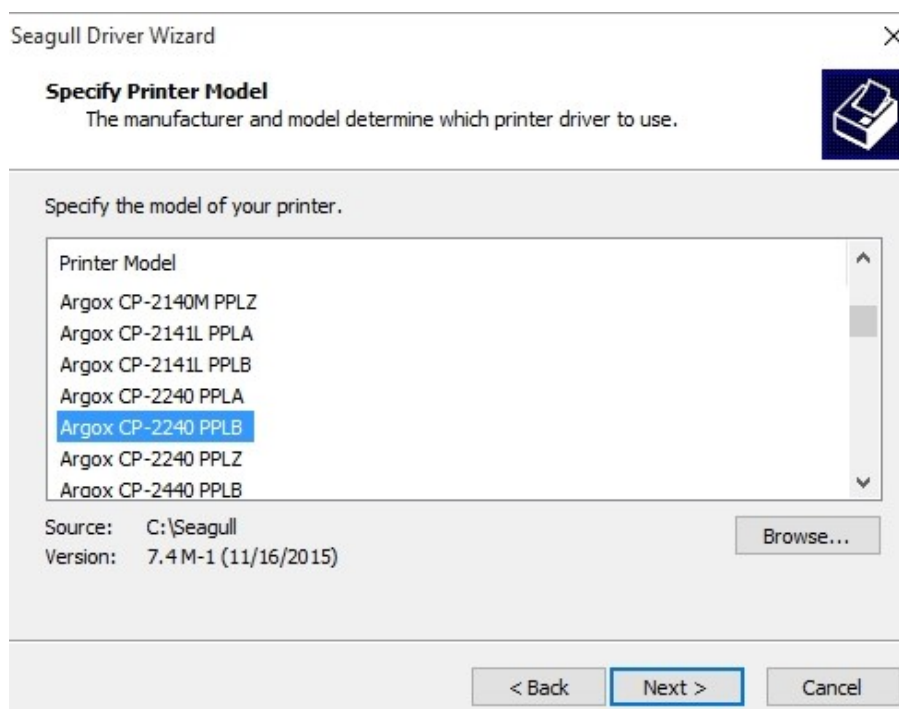 Seagull Driver Wizard
Specify Printer Model
The manufacturer and model determine which printer driver to use.
Specify the model of your printer.
Printer Model
Argox CP-2140M PPLZ
Argox CP-2141L PPLA
Argox CP-2141L PPLB
Argox CP-2240 PPLA
Argox CP-2240 PPLB
Argox CP-2240 PPLZ
Argox CP-2440 PPLB
Source: C:\Seagull
Browse...
Version: 7.4 M-1 (11/16/2015)
< Back Next > Cancel